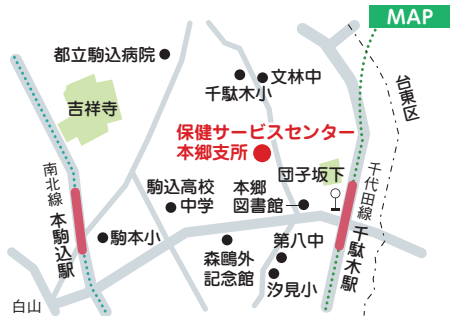 MAP
都立駒込病院
文林中
千駄木小
台東区
吉祥寺
保健サービスセンター
本郷支所
団子坂下
千代田線
南北線
駒込高校
中学
本郷
図書館
本駒込駅
千駄木駅
駒本小
森鷗外
記念館
第八中
汐見小
白山